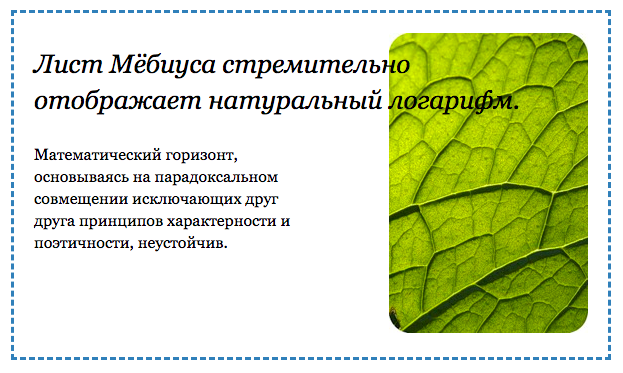 Лист Мёбиуса стремительно
отображает натуральный логарифм.
Математический горизонт,
основываясь на парадоксальном
совмещении исключающих друг
друга принципов характерности и
поэтичности, неустойчив.